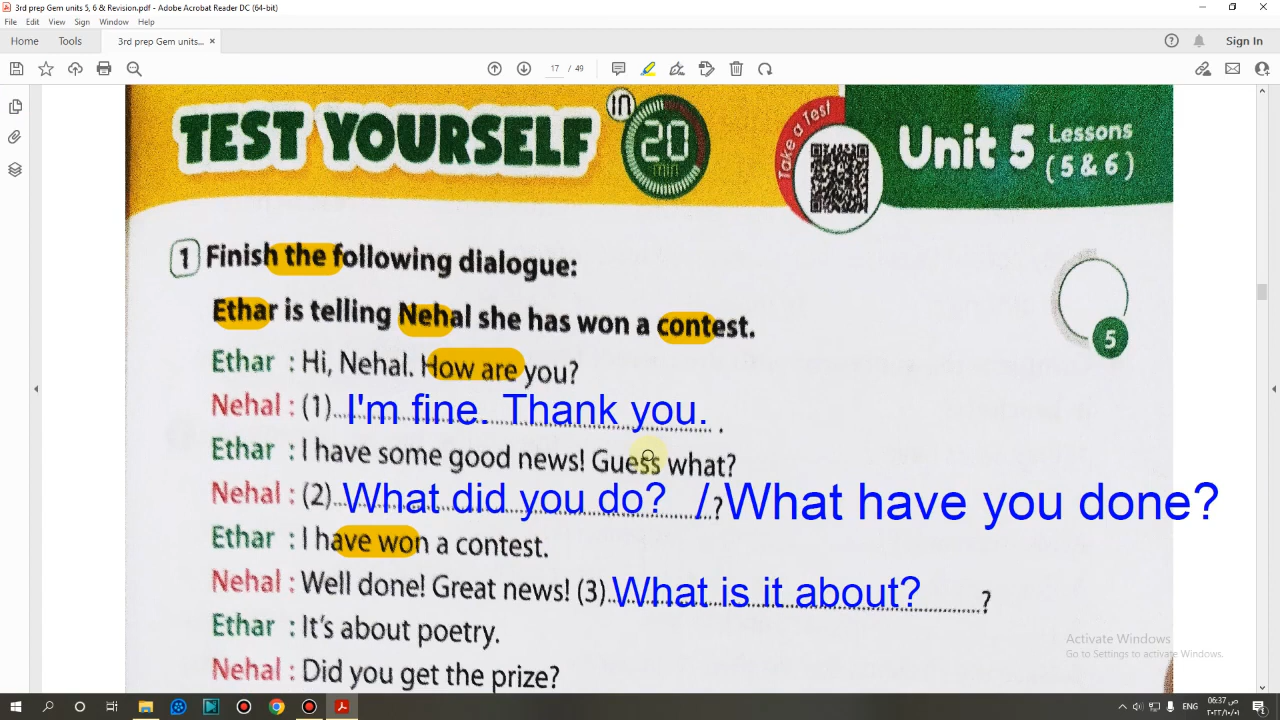 3rd prep Gem units 5, 6 & Revision.pdf - Adobe Acrobat Reader DC (64-bit)
File Edit View Sign Window Help
Home Tools 3rd prep Gem units... × Sign In
17 / 49
TEST YOURSELF in 20 min Take a Test Unit 5 Lessons (5 & 6)
1 Finish the following dialogue:
5
Ethar is telling Nehal she has won a contest.
Ethar : Hi, Nehal. How are you?
Nehal : (1) I'm fine. Thank you. .
Ethar : I have some good news! Guess what?
Nehal : (2) What did you do? / ? What have you done?
Ethar : I have won a contest.
Nehal : Well done! Great news! (3) What is it about? ?
Ethar : It's about poetry.
Nehal : Did you get the prize?
Activate Windows
Go to Settings to activate Windows.
ENG 06:37 ص
٢٠٢٢/١٠/٠١